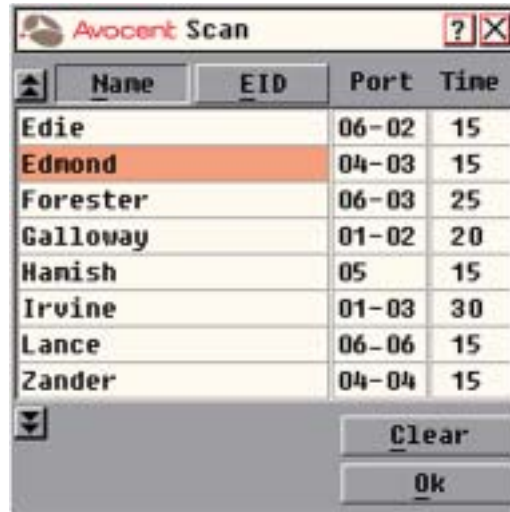 Avocent Scan ? X
Name EID Port Time
Edie 06-02 15
Edmond 04-03 15
Forester 06-03 25
Galloway 01-02 20
Hamish 05 15
Irvine 01-03 30
Lance 06-06 15
Zander 04-04 15
Clear
Ok